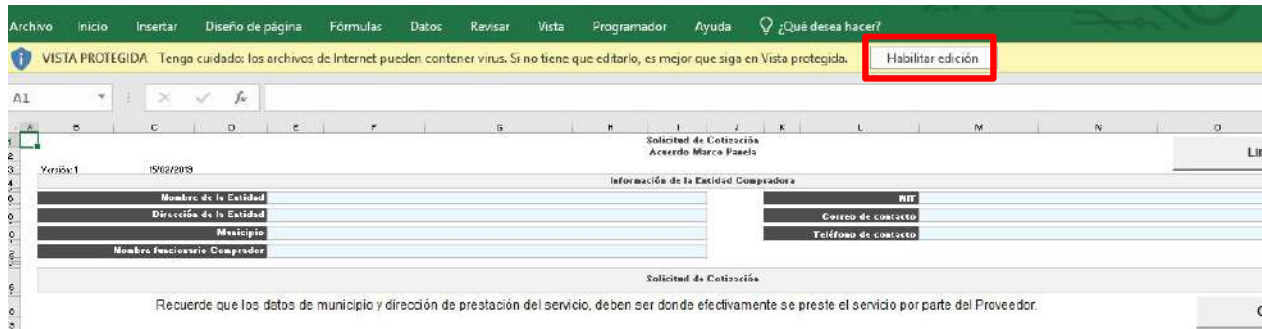 Archivo Inicio Insertar Diseño de página Fórmulas Datos Revisar Vista Programador Ayuda ¿Qué desea hacer?
VISTA PROTEGIDA Tenga cuidado: los archivos de Internet pueden contener virus. Si no tiene que editarlo, es mejor que siga en Vista protegida. Habilitar edición
A1 fx
A B C D E F G H I J K L M N O
Solicitud de Cotización
Acuerdo Marco Panela
Versión: 1 15/02/2019
Información de la Entidad Compradora
Nombre de la Entidad NIT
Dirección de la Entidad Correo de contacto
Municipio Teléfono de contacto
Nombre funcionario Comprador
Solicitud de Cotización
Recuerde que los datos de municipio y dirección de prestación del servicio, deben ser donde efectivamente se preste el servicio por parte del Proveedor.